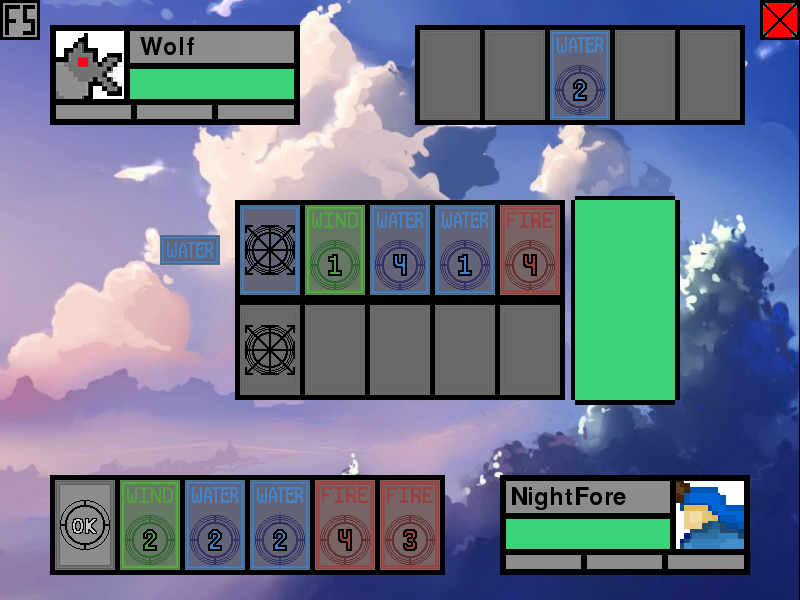 FS
Wolf
WATER
2
WATER
WIND
WATER
WATER
FIRE
1
4
1
4
WIND
WATER
WATER
FIRE
FIRE
OK
2
2
2
4
3
NightFore